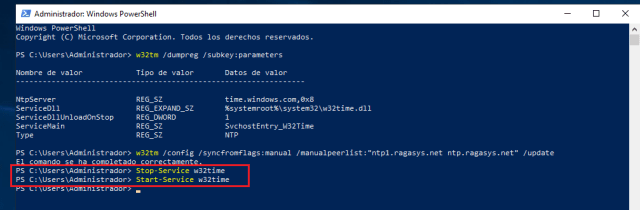 Administrador: Windows PowerShell
Windows PowerShell
Copyright (C) Microsoft Corporation. Todos los derechos reservados.
PS C:\Users\Administrador> w32tm /dumpreg /subkey:parameters
Nombre de valor Tipo de valor Datos de valor
---------------------------------------------------------------------
NtpServer REG_SZ time.windows.com,0x8
ServiceDll REG_EXPAND_SZ %systemroot%\system32\w32time.dll
ServiceDllUnloadOnStop REG_DWORD 1
ServiceMain REG_SZ SvchostEntry_W32Time
Type REG_SZ NTP
PS C:\Users\Administrador> w32tm /config /syncfromflags:manual /manualpeerlist:"ntp1.ragasys.net ntp.ragasys.net" /update
El comando se ha completado correctamente.
PS C:\Users\Administrador> Stop-Service w32time
PS C:\Users\Administrador> Start-Service w32time
PS C:\Users\Administrador>